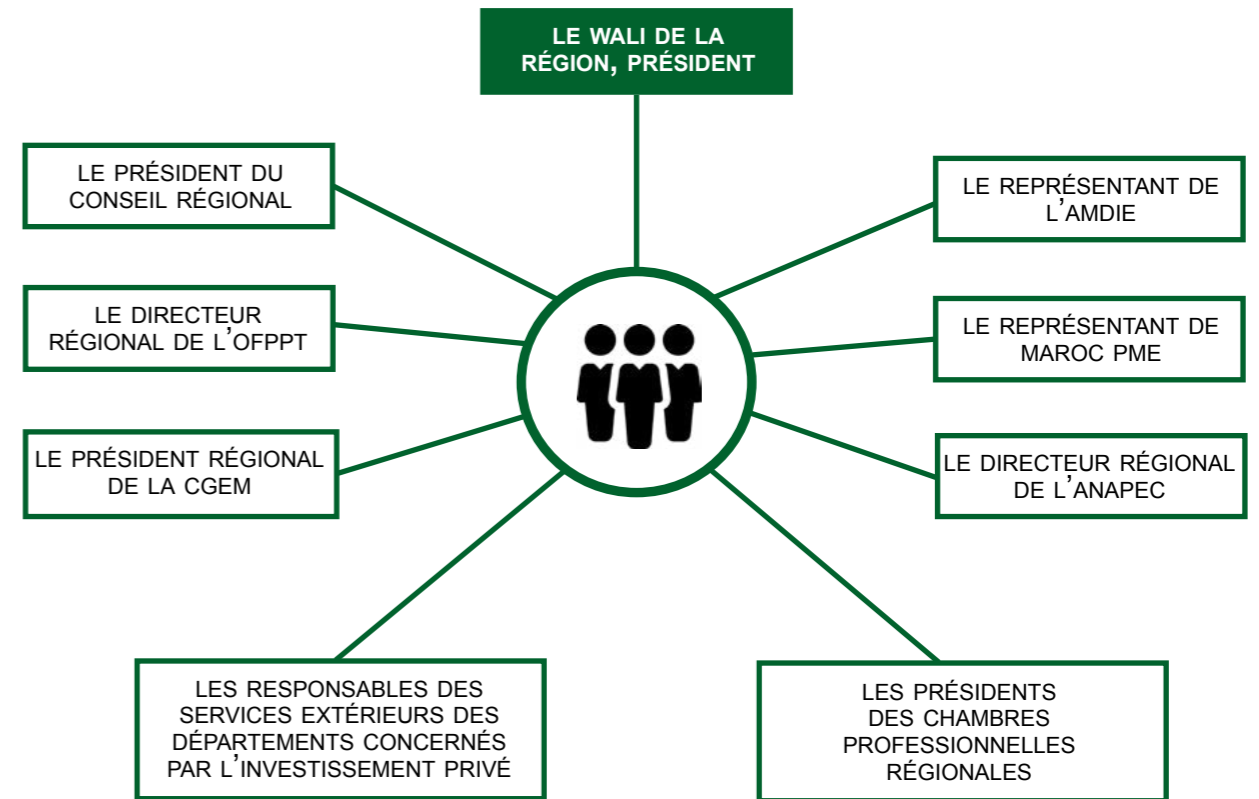 LE WALI DE LA
RÉGION, PRÉSIDENT
LE PRÉSIDENT DU
CONSEIL RÉGIONAL
LE REPRÉSENTANT DE
L'AMDIE
LE DIRECTEUR
RÉGIONAL DE L'OFPPT
LE REPRÉSENTANT DE
MAROC PME
LE PRÉSIDENT RÉGIONAL
DE LA CGEM
LE DIRECTEUR RÉGIONAL
DE L'ANAPEC
LES RESPONSABLES DES
SERVICES EXTÉRIEURS DES
DÉPARTEMENTS CONCERNÉS
PAR L'INVESTISSEMENT PRIVÉ
LES PRÉSIDENTS
DES CHAMBRES
PROFESSIONNELLES
RÉGIONALES